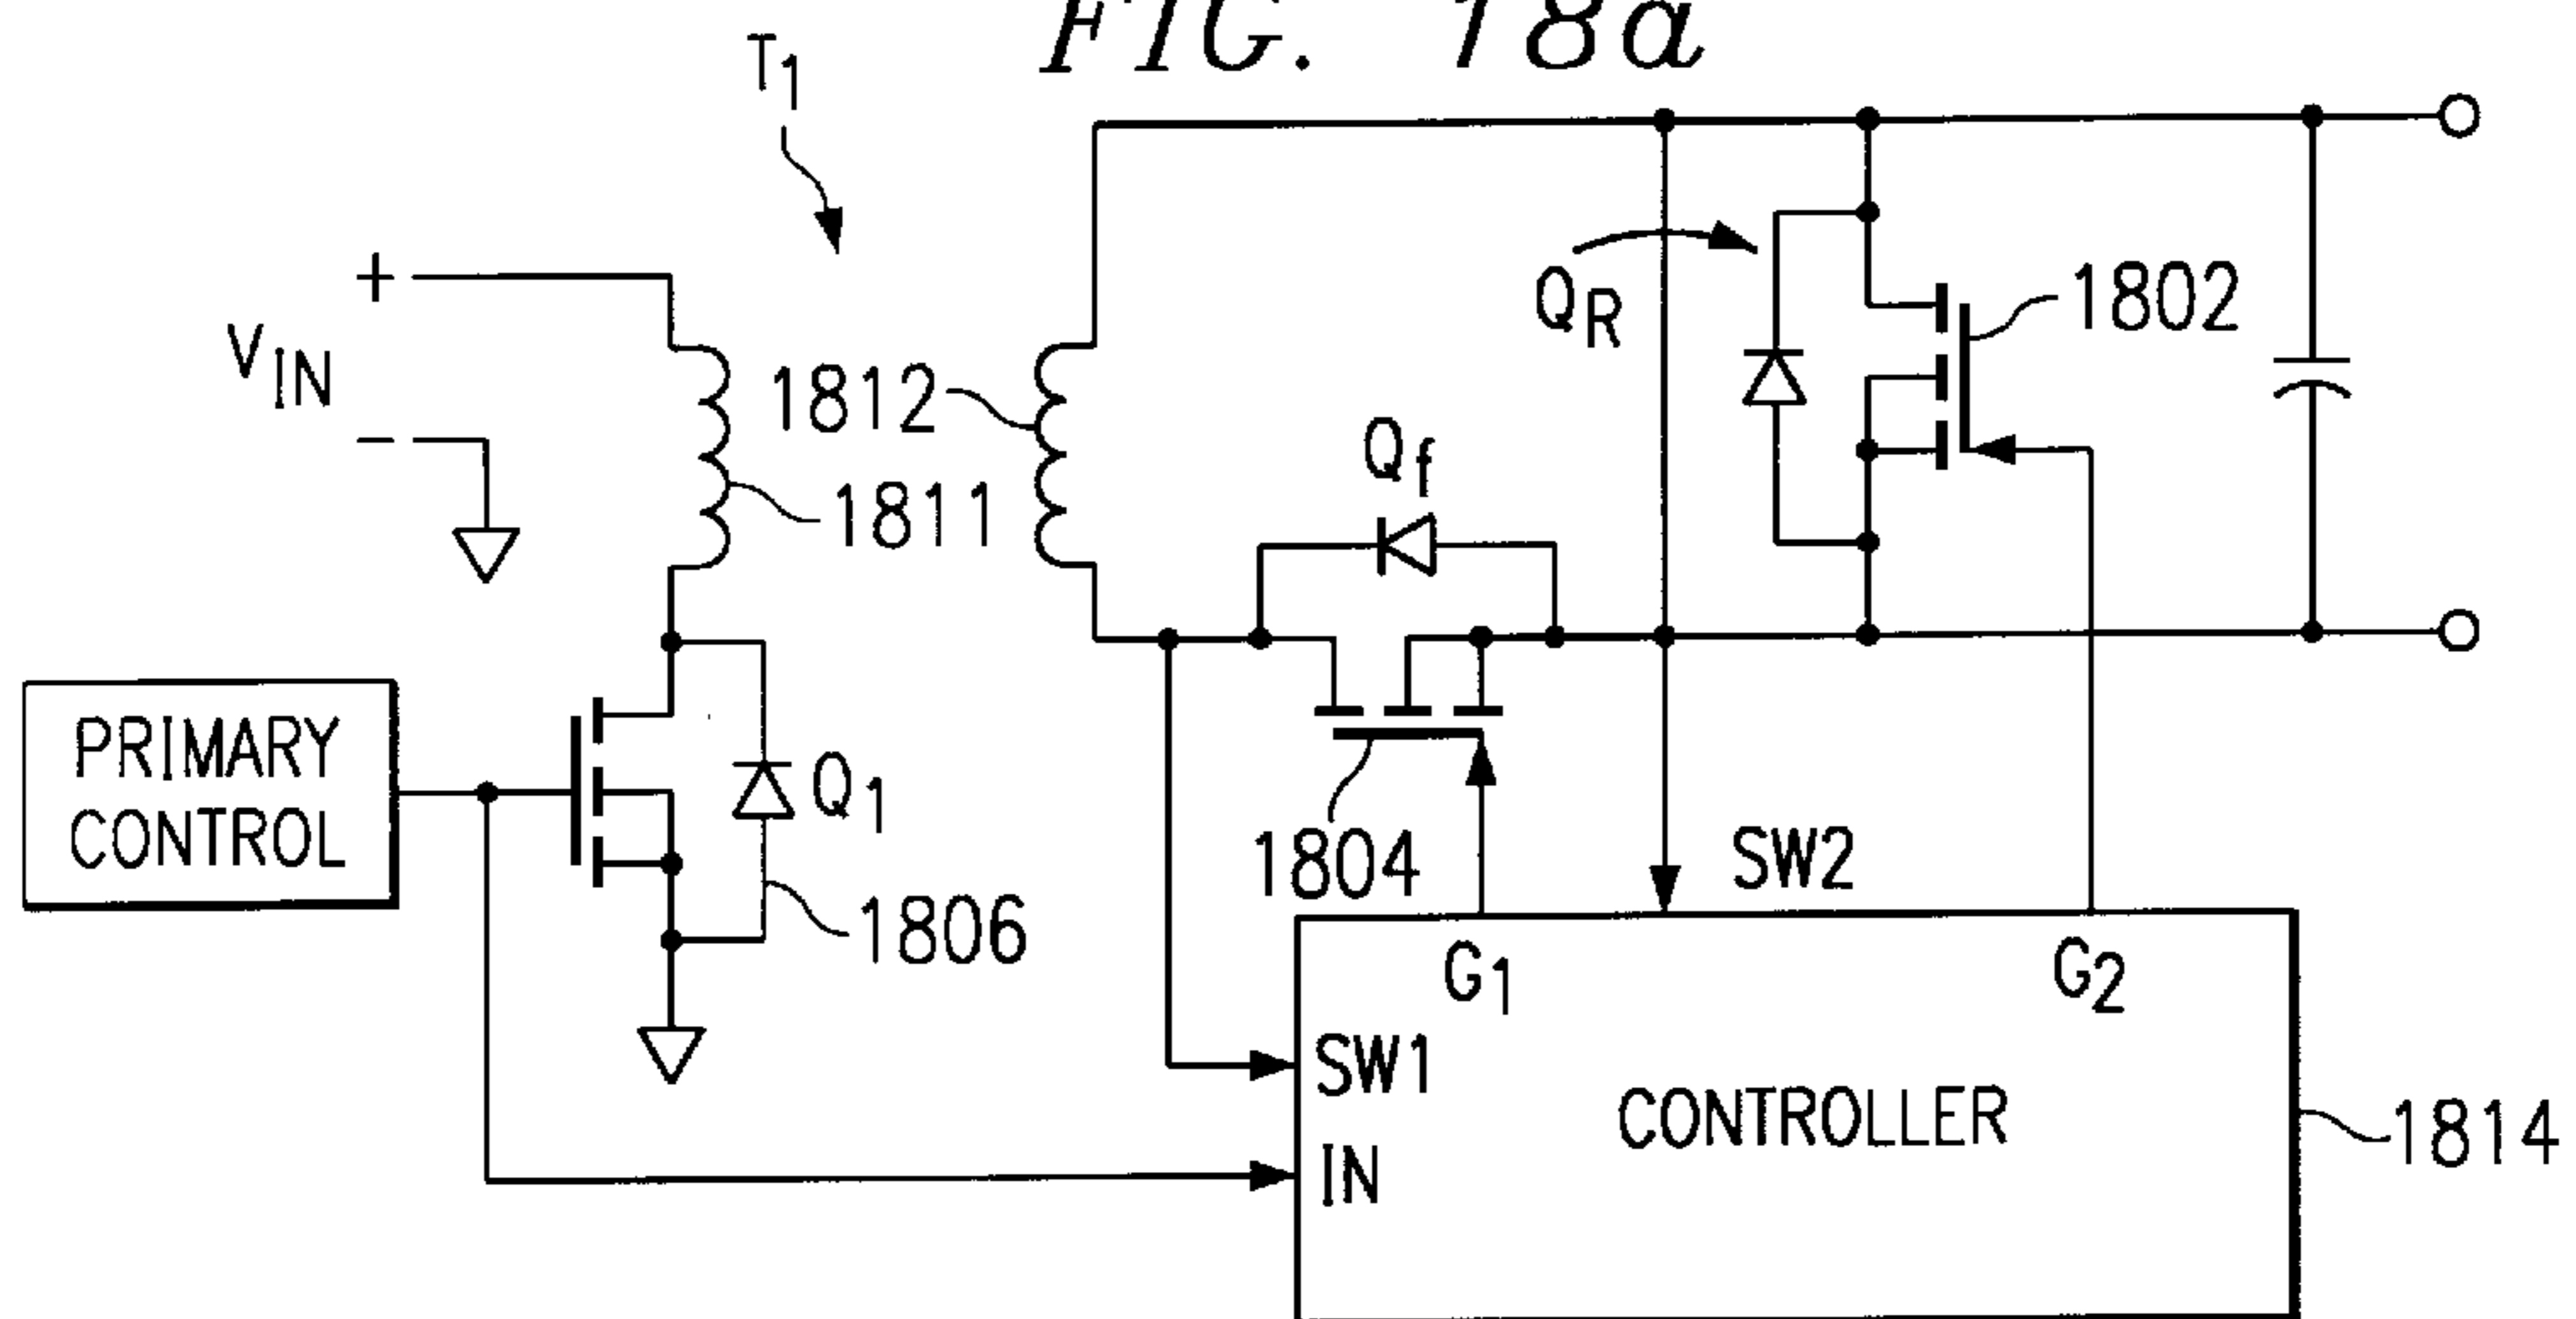 FIG. 18a
T1
+
VIN
−
1812
1811
QR
1802
Qf
PRIMARY
CONTROL
Q1
1806
1804
SW2
G1
G2
SW1
IN
CONTROLLER
1814